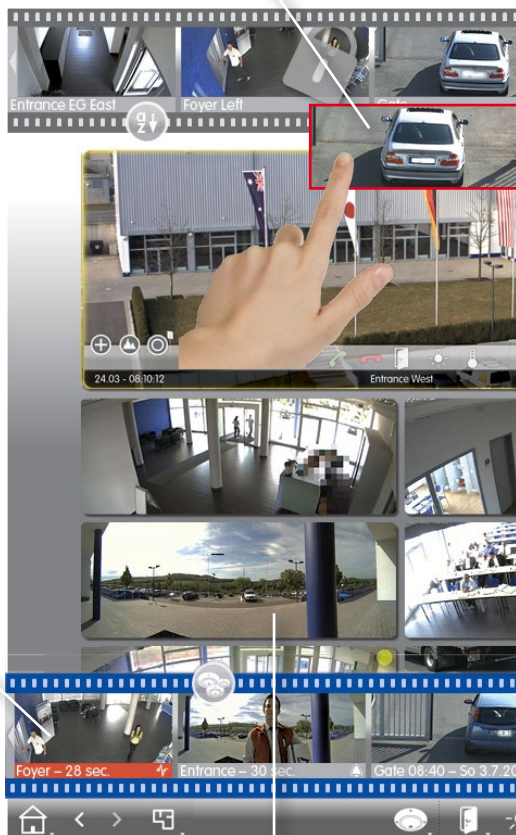 Entrance EG East
Foyer Left
Gate
a
z
24.03 - 08:10:12
Entrance West
Foyer – 28 sec.
Entrance – 30 sec.
Gate 08:40 – So 3.7.20